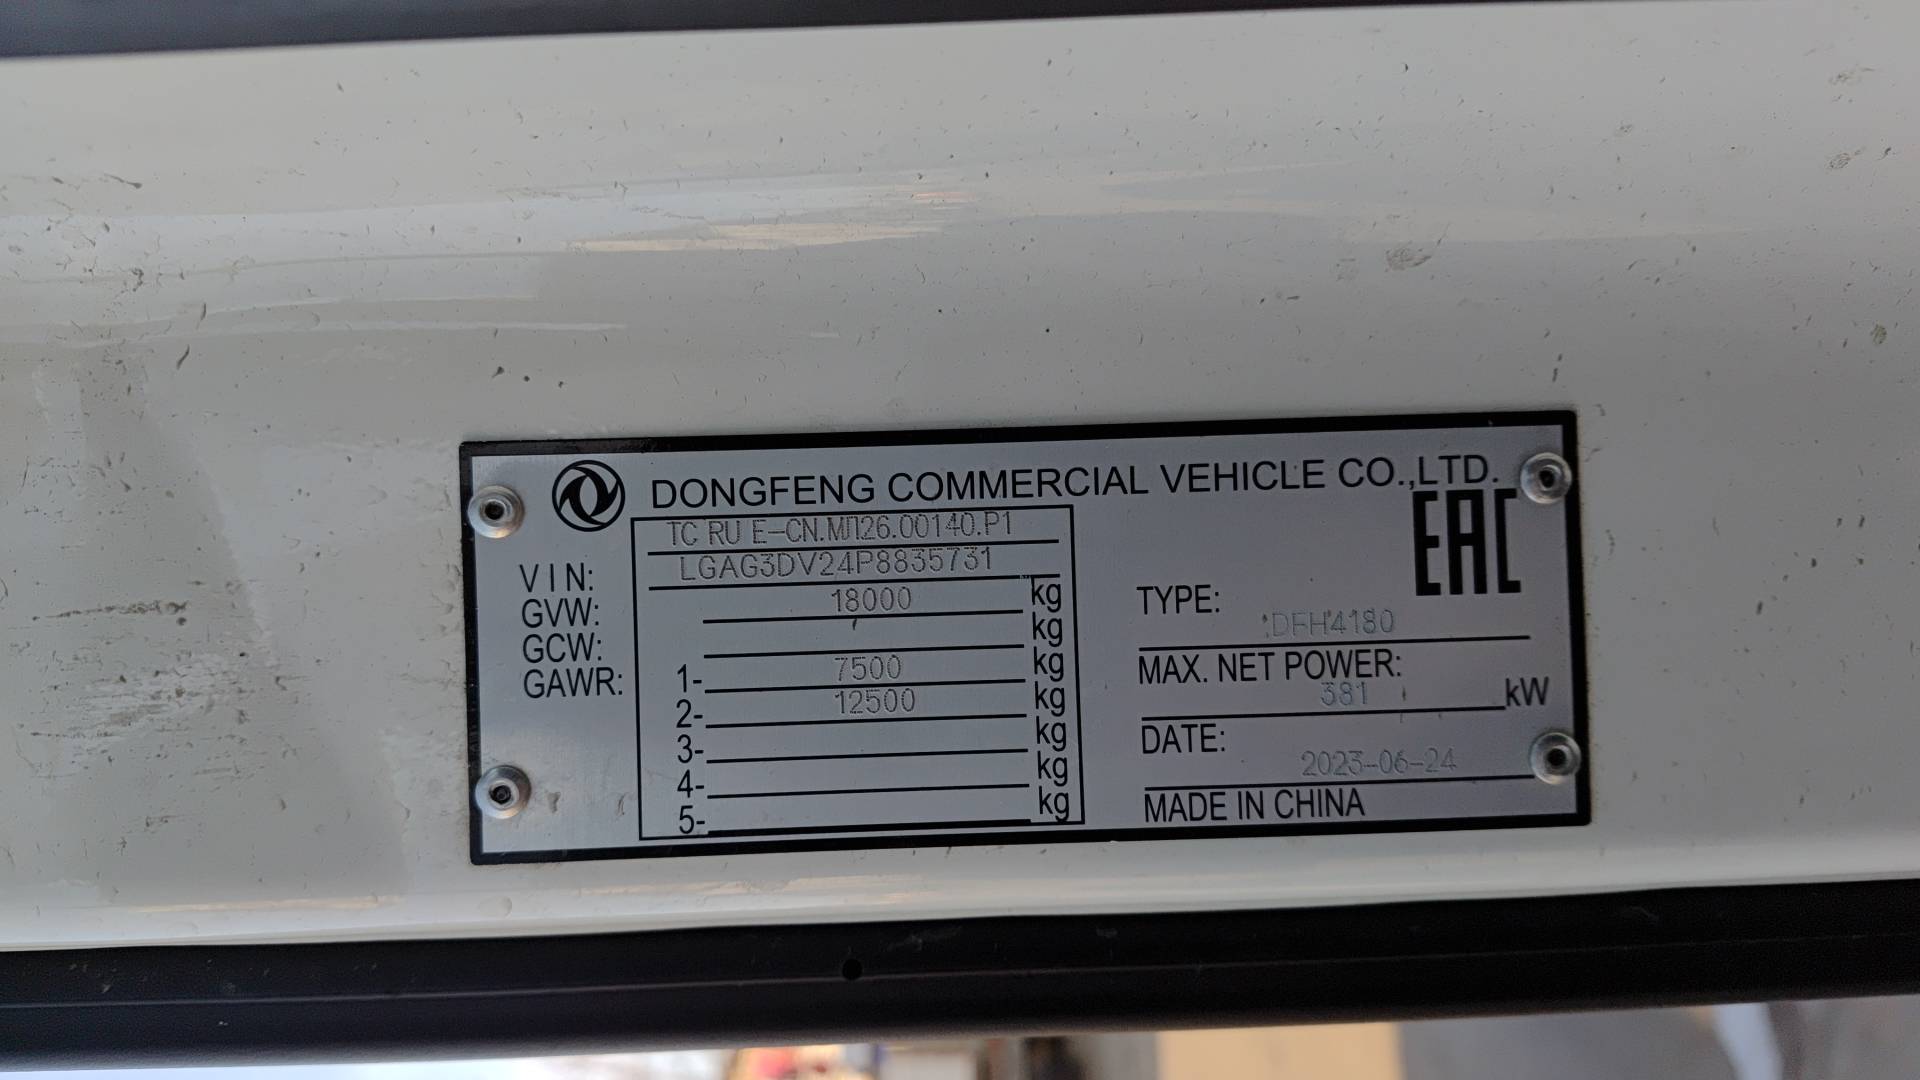 DONGFENG COMMERCIAL VEHICLE CO.,LTD.
EAC
TC RU E-CN.МЛ26.00140.P1
VIN: LGAG3DV24P8835731
GVW: 18000 kg
GCW: kg
GAWR: 1- 7500 kg
2- 12500 kg
3- kg
4- kg
5- kg
TYPE: DFH4180
MAX. NET POWER: 381 kW
DATE: 2023-06-24
MADE IN CHINA